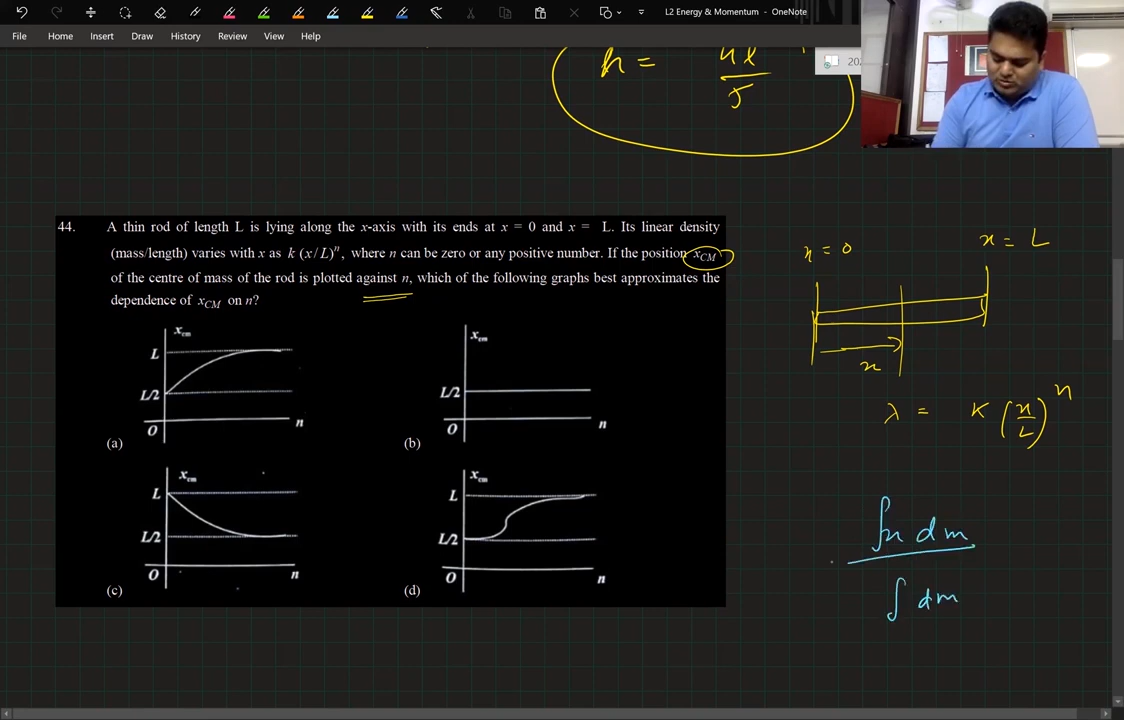 L2 Energy & Momentum - OneNote
File Home Insert Draw History Review View Help
h = 4l/5
202
44. A thin rod of length L is lying along the x-axis with its ends at x = 0 and x = L. Its linear density
(mass/length) varies with x as k (x/L)^n, where n can be zero or any positive number. If the position x_CM
of the centre of mass of the rod is plotted against n, which of the following graphs best approximates the
dependence of x_CM on n?
x_cm
L
L/2
O
n
(a)
x_cm
L/2
O
n
(b)
x_cm
L
L/2
O
n
(c)
x_cm
L
L/2
O
n
(d)
x = 0
x = L
x
λ = K (x/L)^n
∫x dm
∫ dm